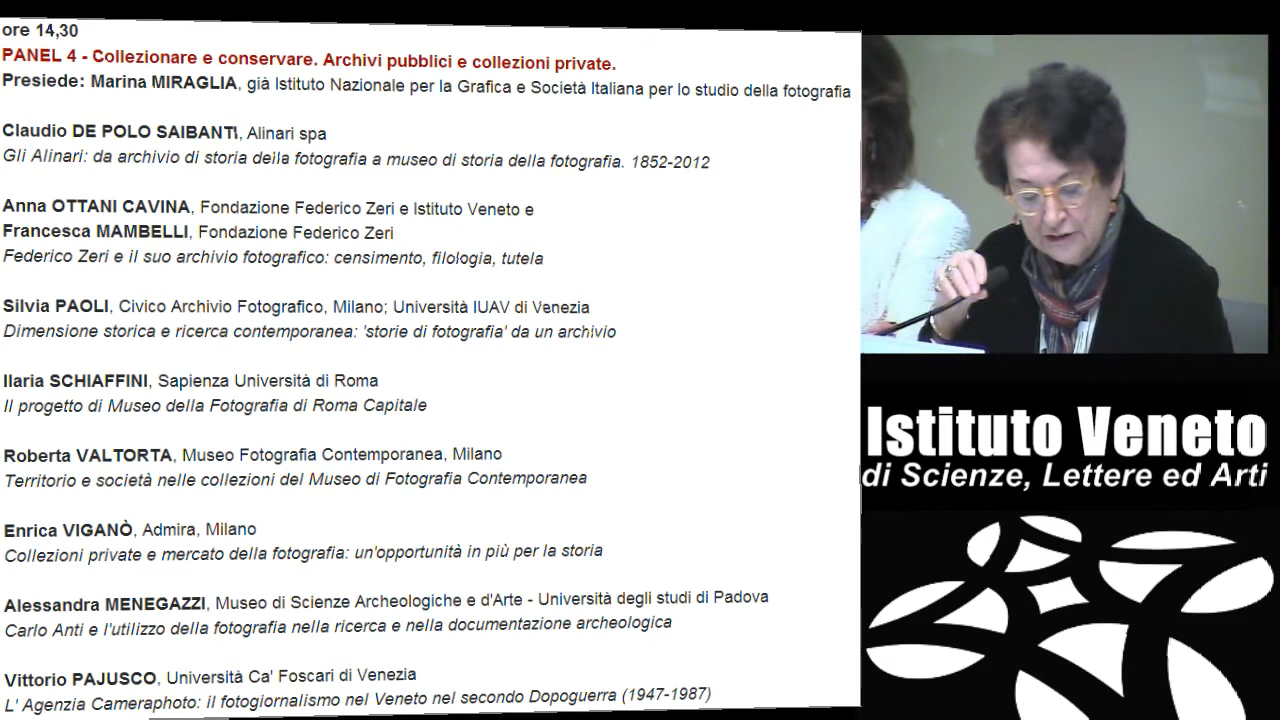 ore 14,30
PANEL 4 - Collezionare e conservare. Archivi pubblici e collezioni private.
Presiede: Marina MIRAGLIA, già Istituto Nazionale per la Grafica e Società Italiana per lo studio della fotografia
Claudio DE POLO SAIBANTI, Alinari spa
Gli Alinari: da archivio di storia della fotografia a museo di storia della fotografia. 1852-2012
Anna OTTANI CAVINA, Fondazione Federico Zeri e Istituto Veneto e
Francesca MAMBELLI, Fondazione Federico Zeri
Federico Zeri e il suo archivio fotografico: censimento, filologia, tutela
Silvia PAOLI, Civico Archivio Fotografico, Milano; Università IUAV di Venezia
Dimensione storica e ricerca contemporanea: 'storie di fotografia' da un archivio
Ilaria SCHIAFFINI, Sapienza Università di Roma
Il progetto di Museo della Fotografia di Roma Capitale
Roberta VALTORTA, Museo Fotografia Contemporanea, Milano
Territorio e società nelle collezioni del Museo di Fotografia Contemporanea
Enrica VIGANÒ, Admira, Milano
Collezioni private e mercato della fotografia: un'opportunità in più per la storia
Alessandra MENEGAZZI, Museo di Scienze Archeologiche e d'Arte - Università degli studi di Padova
Carlo Anti e l'utilizzo della fotografia nella ricerca e nella documentazione archeologica
Vittorio PAJUSCO, Università Ca' Foscari di Venezia
L' Agenzia Cameraphoto: il fotogiornalismo nel Veneto nel secondo Dopoguerra (1947-1987)
Istituto Veneto
di Scienze, Lettere ed Arti